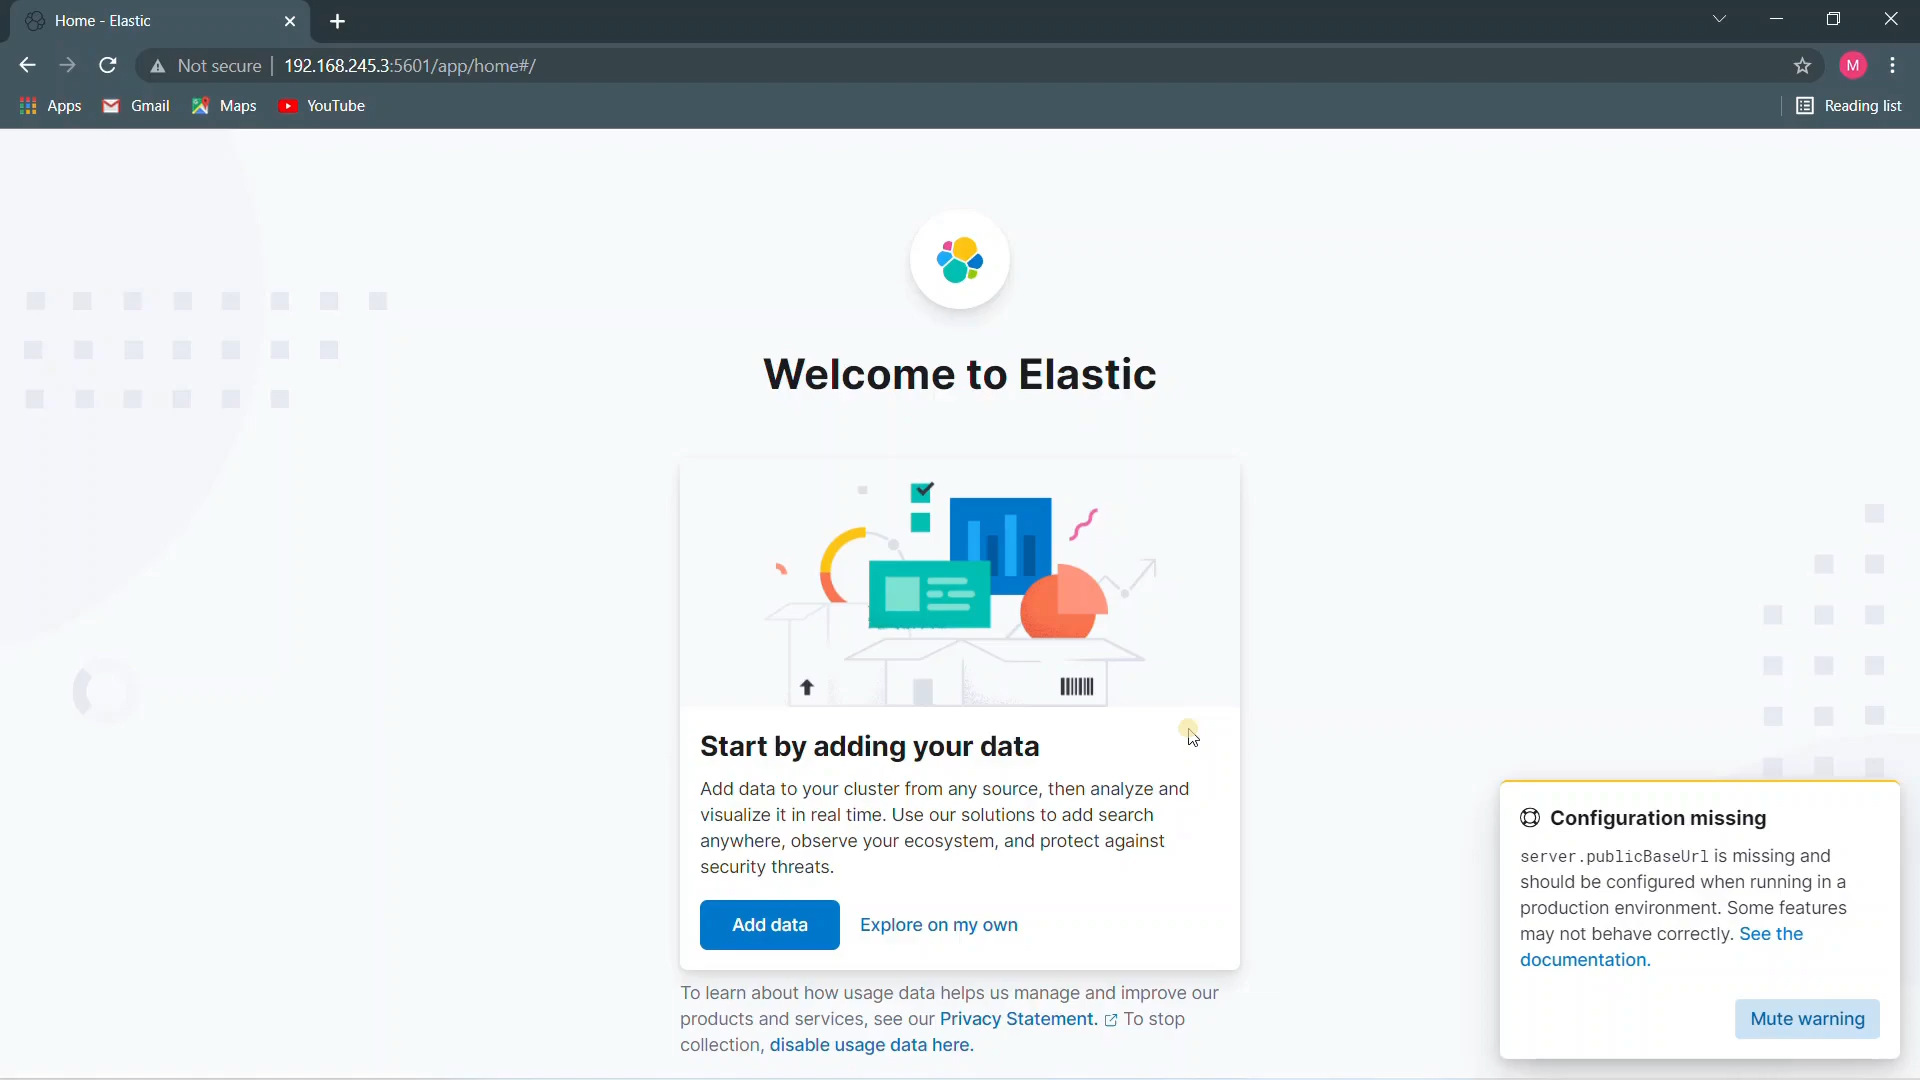 Home - Elastic
Not secure
192.168.245.3:5601/app/home#/
M
Apps
Gmail
Maps
YouTube
Reading list
Welcome to Elastic
Start by adding your data
Add data to your cluster from any source, then analyze and
visualize it in real time. Use our solutions to add search
anywhere, observe your ecosystem, and protect against
security threats.
Add data
Explore on my own
To learn about how usage data helps us manage and improve our
products and services, see our Privacy Statement. To stop
collection, disable usage data here.
Configuration missing
server.publicBaseUrl is missing and
should be configured when running in a
production environment. Some features
may not behave correctly. See the
documentation.
Mute warning